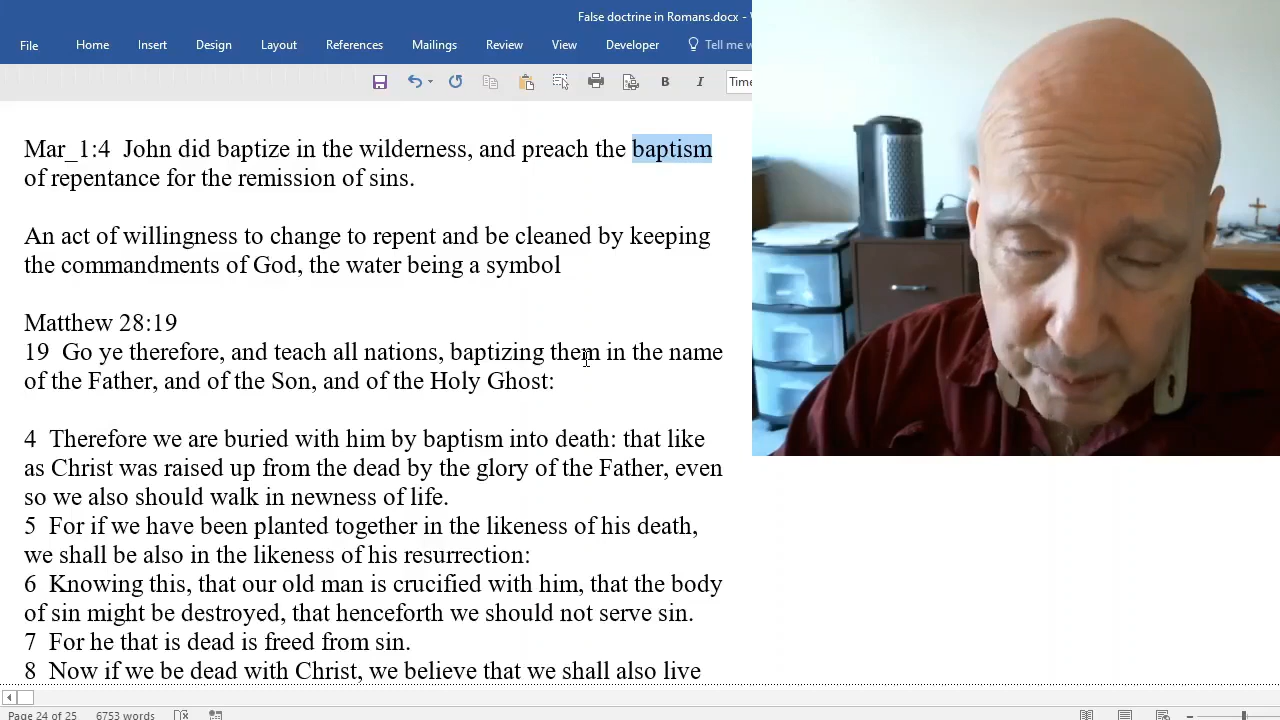 False doctrine in Romans.docx -
File Home Insert Design Layout References Mailings Review View Developer Tell me
B I Time
Mar_1:4 John did baptize in the wilderness, and preach the baptism
of repentance for the remission of sins.
An act of willingness to change to repent and be cleaned by keeping
the commandments of God, the water being a symbol
Matthew 28:19
19 Go ye therefore, and teach all nations, baptizing them in the name
of the Father, and of the Son, and of the Holy Ghost:
4 Therefore we are buried with him by baptism into death: that like
as Christ was raised up from the dead by the glory of the Father, even
so we also should walk in newness of life.
5 For if we have been planted together in the likeness of his death,
we shall be also in the likeness of his resurrection:
6 Knowing this, that our old man is crucified with him, that the body
of sin might be destroyed, that henceforth we should not serve sin.
7 For he that is dead is freed from sin.
8 Now if we be dead with Christ, we believe that we shall also live
Page 24 of 25 6753 words